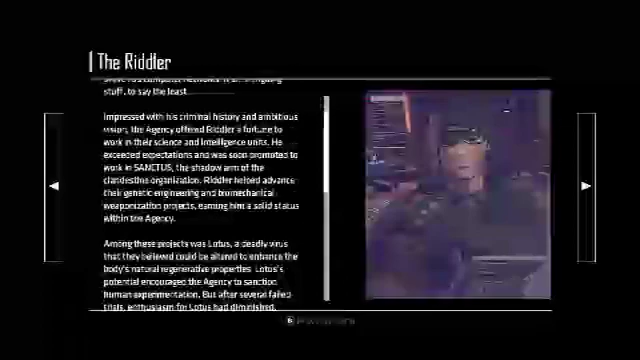 The Riddler
stuff, to say the least.
Impressed with his criminal history and ambitious
vision, the Agency offered Riddler a fortune to
work in their science and intelligence units. He
exceeded expectations and was soon promoted to
work in SANCTUS, the shadow arm of the
clandestine organization. Riddler helped advance
their genetic engineering and biomechanical
weaponization projects, earning him a solid status
within the Agency.
Among these projects was Lotus, a deadly virus
that they believed could be altered to enhance the
body's natural regenerative properties. Lotus's
potential encouraged the Agency to sanction
human experimentation. But after several failed
trials, enthusiasm for Lotus had diminished.